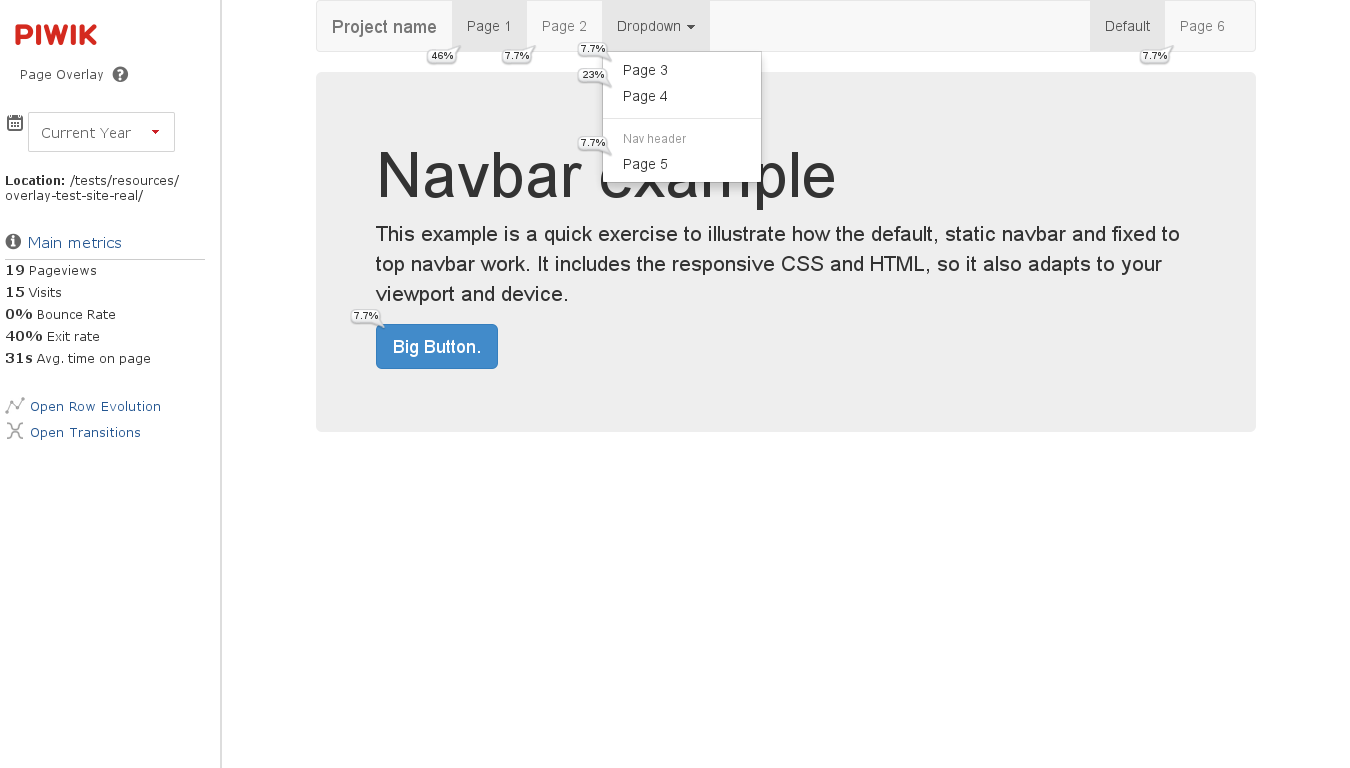 PIWIK
Page Overlay ?
Current Year
Location: /tests/resources/
overlay-test-site-real/
Main metrics
19 Pageviews
15 Visits
0% Bounce Rate
40% Exit rate
31s Avg. time on page
Open Row Evolution
Open Transitions
Project name Page 1 Page 2 Dropdown Default Page 6
46% 7.7% 7.7% 7.7%
Page 3
23%
Page 4
Nav header
7.7%
Page 5
Navbar example
This example is a quick exercise to illustrate how the default, static navbar and fixed to
top navbar work. It includes the responsive CSS and HTML, so it also adapts to your
viewport and device.
7.7%
Big Button.